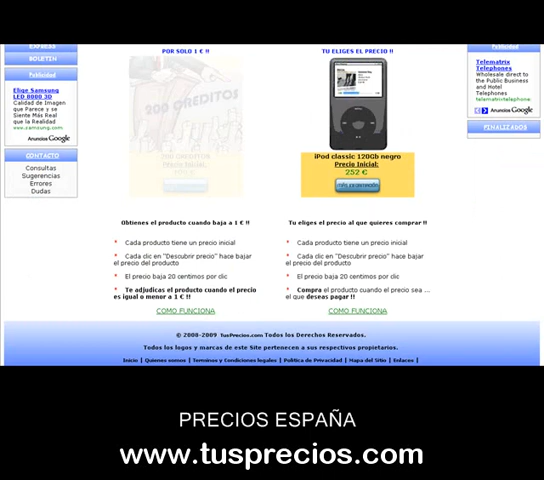 EXPRESS
BOLETIN
Publicidad
Elige Samsung
LED 8000 3D
Calidad de Imagen
que Parece y se
Siente Más Real
que la Realidad
www.samsung.com
Anuncios Google
CONTACTO
Consultas
Sugerencias
Errores
Dudas
POR SOLO 1 € !!
200 CREDITOS
200 CREDITOS
Precio Inicial:
TU ELIGES EL PRECIO !!
iPod classic 120Gb negro
Precio Inicial:
252 €
Publicidad
Telematrix
Telephones
Wholesale direct to
the Public Business
and Hotel
Telephones
telematrixtelephone
Anuncios Google
FINALIZADOS
Obtienes el producto cuando baja a 1 € !!
* Cada producto tiene un precio inicial
* Cada clic en "Descubrir precio" hace bajar
el precio del producto
* El precio baja 20 centimos por clic
* Te adjudicas el producto cuando el precio
es igual o menor a 1 € !!
COMO FUNCIONA
Tu eliges el precio al que quieres comprar !!
* Cada producto tiene un precio inicial
* Cada clic en "Descubrir precio" hace bajar
el precio del producto
* El precio baja 20 centimos por clic
* Compra el producto cuando el precio sea ...
el que deseas pagar !!
COMO FUNCIONA
© 2008-2009 TusPrecios.com Todos los Derechos Reservados.
Todos los logos y marcas de este Site pertenecen a sus respectivos propietarios.
Inicio | Quienes somos | Terminos y Condiciones legales | Politica de Privacidad | Mapa del Sitio | Enlaces |
PRECIOS ESPAÑA
www.tusprecios.com